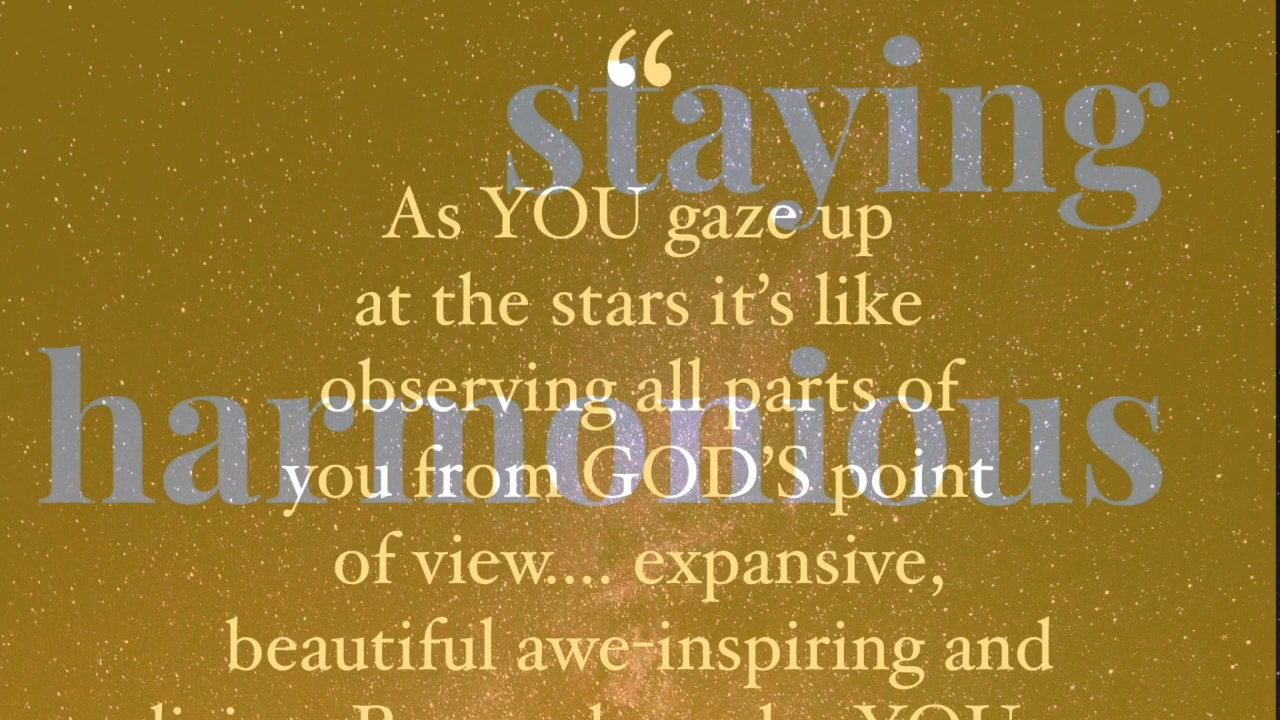 “
staying
As YOU gaze up
at the stars it’s like
observing all parts of
harmonious
you from GOD’S point
of view.... expansive,
beautiful awe-inspiring and
YOU